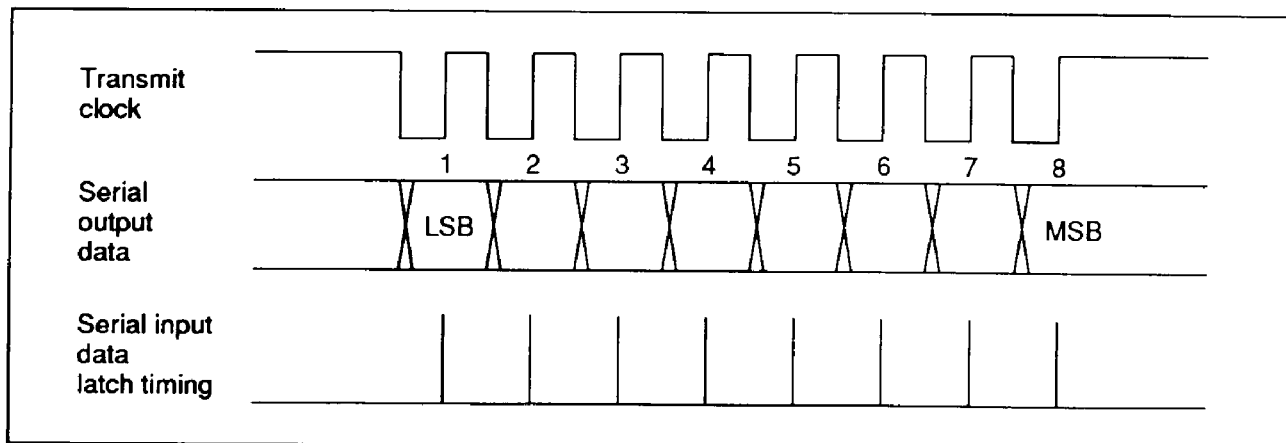 Transmit
clock
1 2 3 4 5 6 7 8
Serial
output
data
LSB
MSB
Serial input
data
latch timing